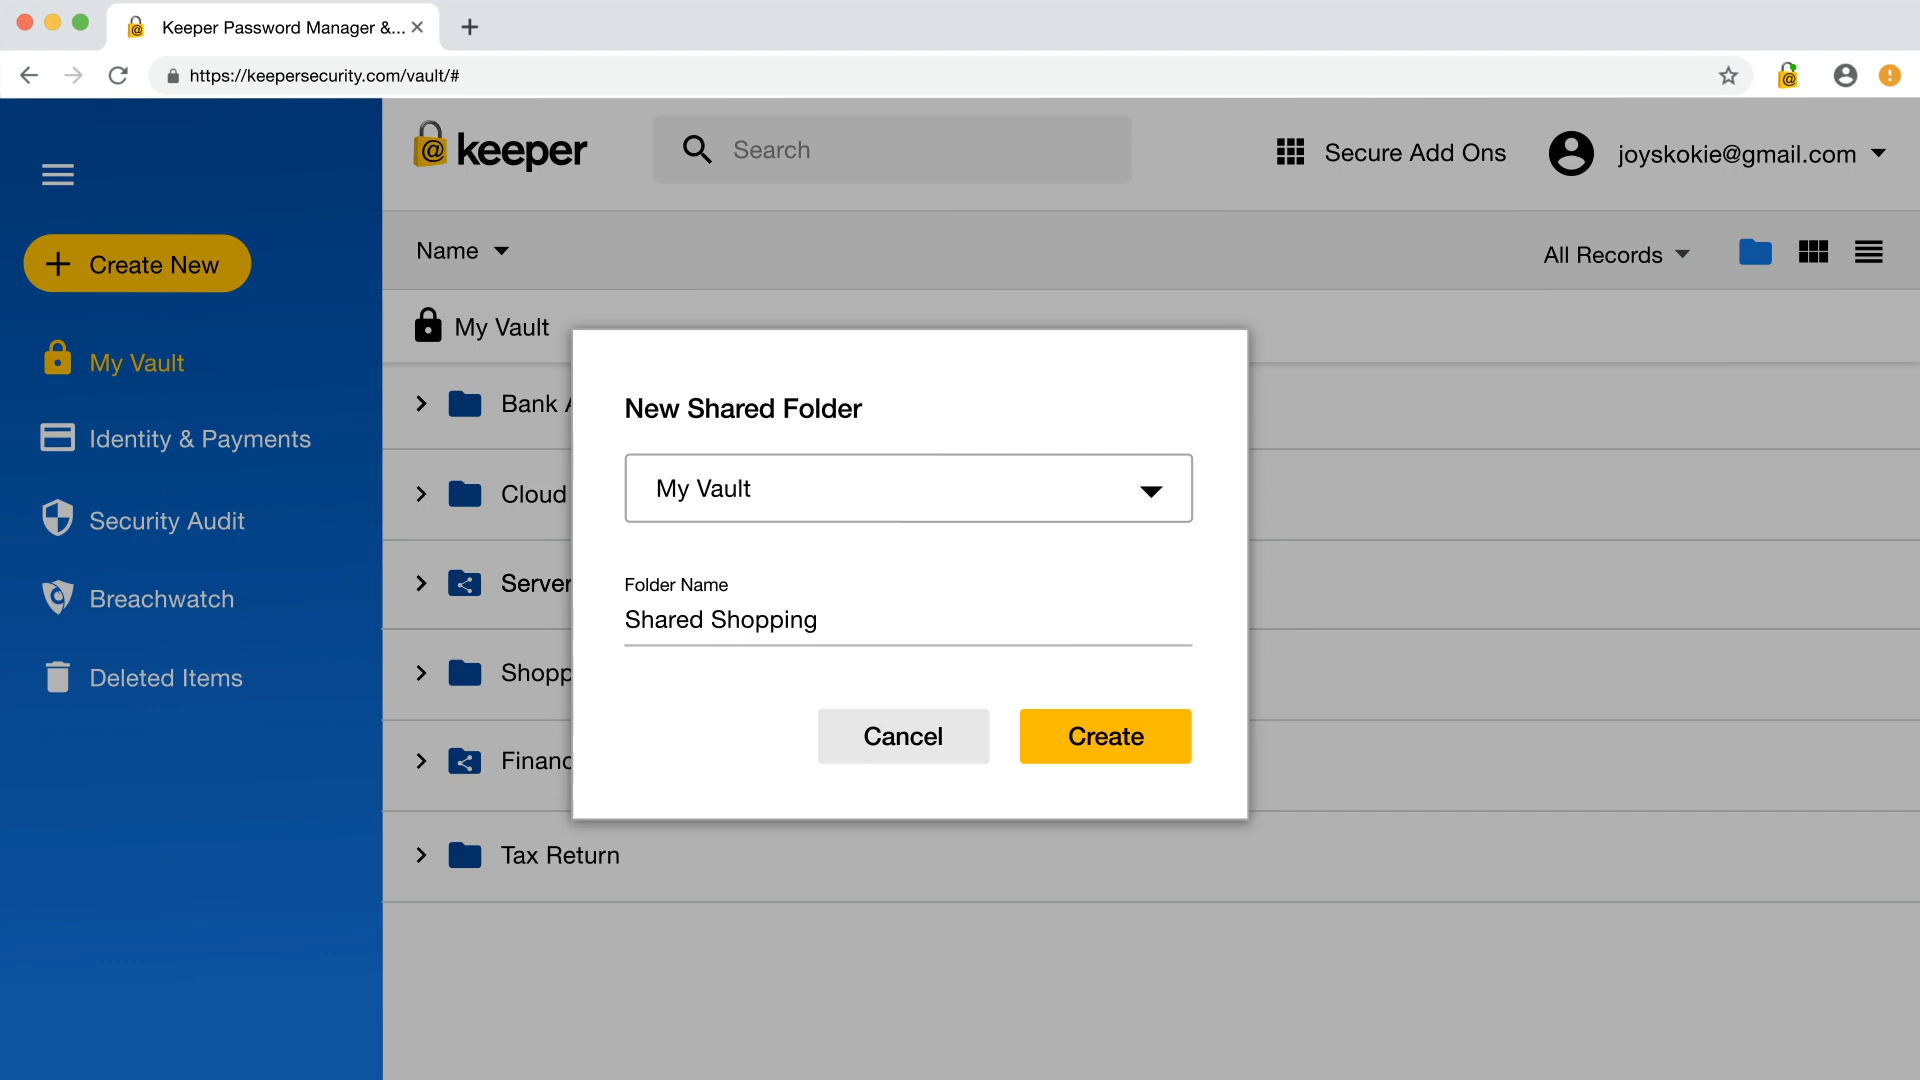 Keeper Password Manager &...
https://keepersecurity.com/vault/#
keeper
Search
Secure Add Ons
joyskokie@gmail.com
Create New
Name
All Records
My Vault
My Vault
Identity & Payments
Security Audit
Breachwatch
Deleted Items
Bank
Cloud
Server
Shopp
Financ
Tax Return
New Shared Folder
My Vault
Folder Name
Shared Shopping
Cancel
Create